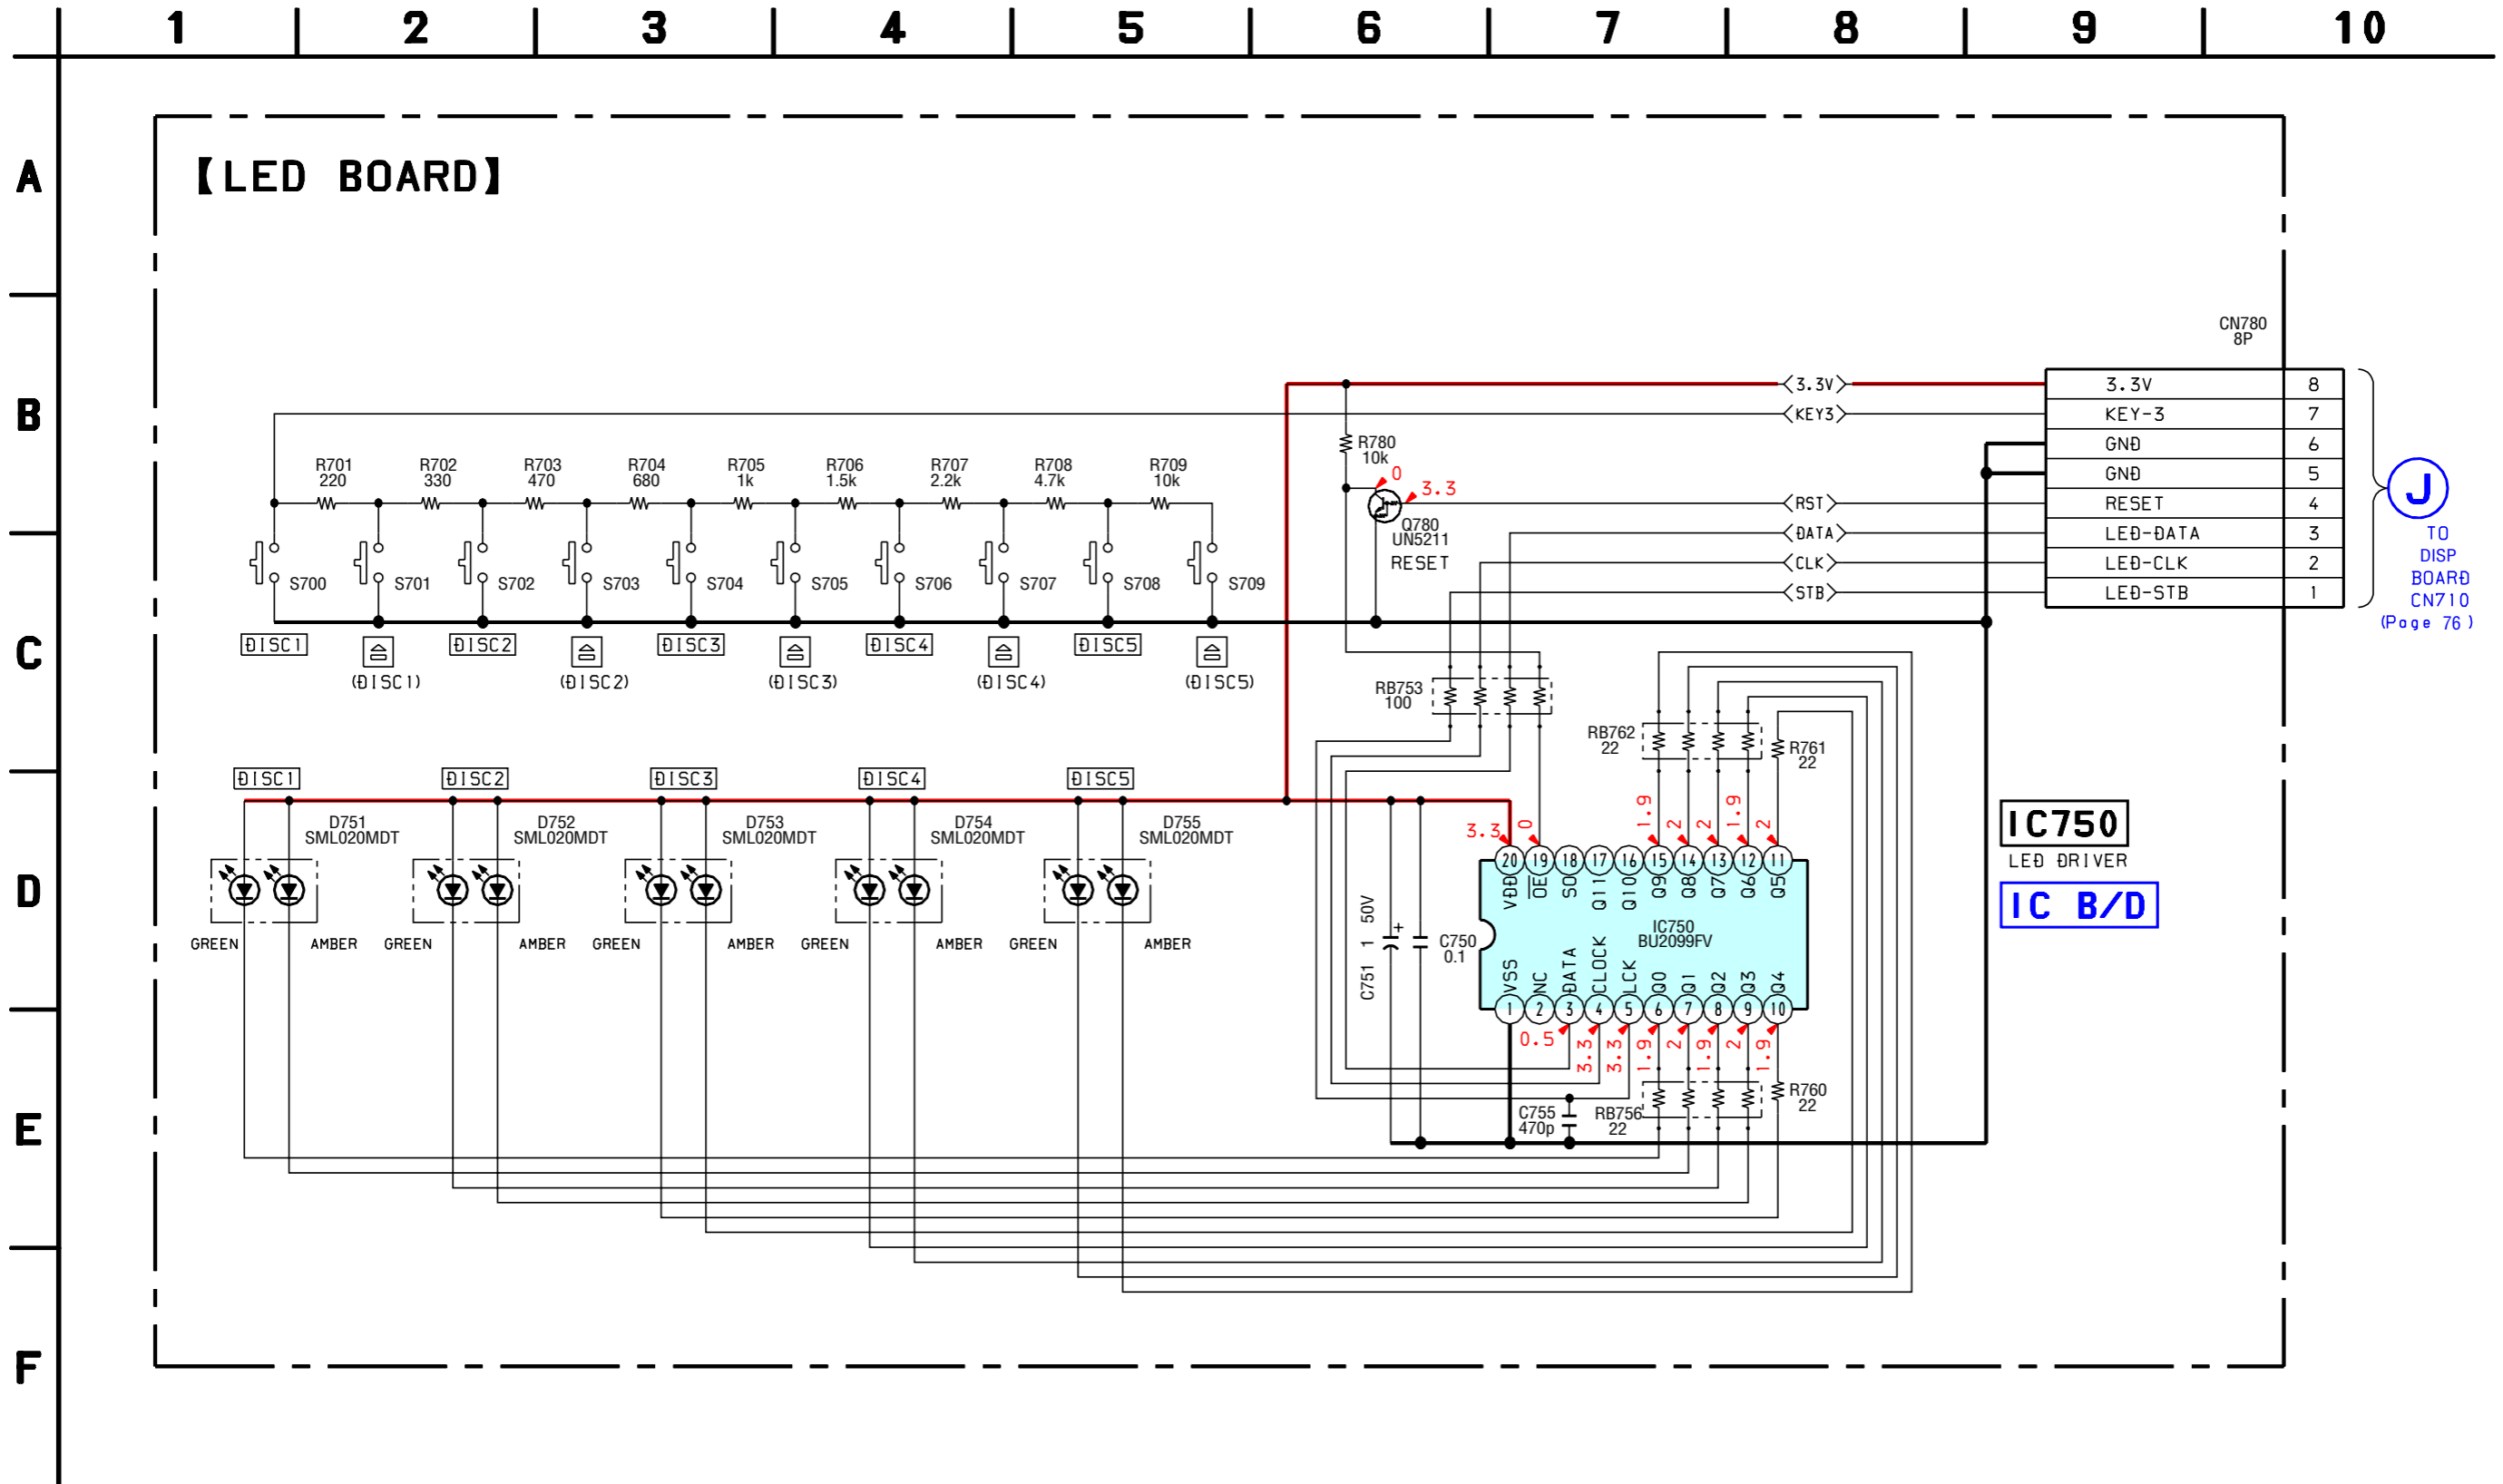 1 2 3 4 5 6 7 8 9 10
A
B
C
D
E
F
【LED BOARD】
CN780
8P
3.3V 8
KEY-3 7
GND 6
GND 5
RESET 4
LED-DATA 3
LED-CLK 2
LED-STB 1
<3.3V>
<KEY3>
<RST>
<DATA>
<CLK>
<STB>
J
TO
DISP
BOARD
CN710
(Page 76)
R701 R702 R703 R704 R705 R706 R707 R708 R709
220 330 470 680 1k 1.5k 2.2k 4.7k 10k
R780
10k
0
3.3
Q780
UN5211
RESET
S700 S701 S702 S703 S704 S705 S706 S707 S708 S709
DISC1 DISC2 DISC3 DISC4 DISC5
(DISC1) (DISC2) (DISC3) (DISC4) (DISC5)
RB753
100
RB762
22
R761
22
DISC1 DISC2 DISC3 DISC4 DISC5
D751 D752 D753 D754 D755
SML020MDT SML020MDT SML020MDT SML020MDT SML020MDT
GREEN AMBER GREEN AMBER GREEN AMBER GREEN AMBER GREEN AMBER
3.3 0 1.9 2 2 1.9 2
20 19 18 17 16 15 14 13 12 11
VDD OE SO Q11 Q10 Q9 Q8 Q7 Q6 Q5
IC750
BU2099FV
VSS NC DATA CLOCK LCK Q0 Q1 Q2 Q3 Q4
1 2 3 4 5 6 7 8 9 10
0.5 3.3 3.3 1.9 2 1.9 2 1.9
C751 1 50V
+
C750
0.1
C755
470p
RB756
22
R760
22
IC750
LED DRIVER
IC B/D